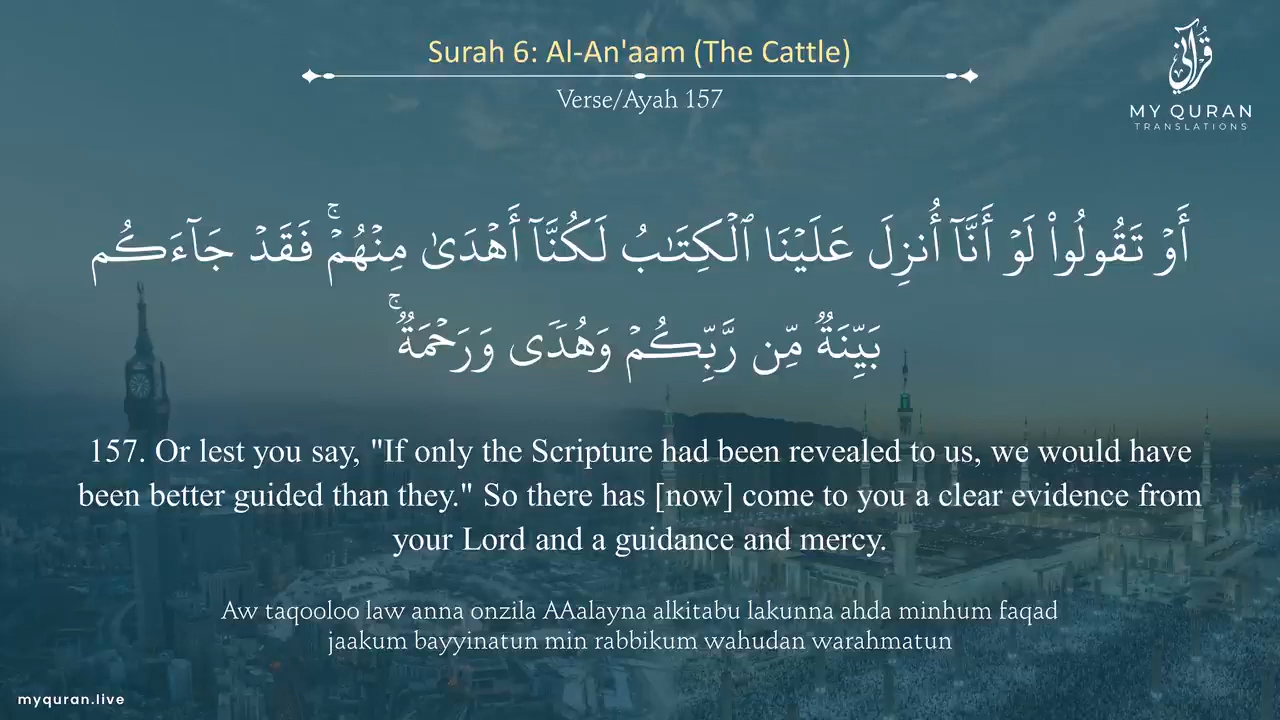 Surah 6: Al-An'aam (The Cattle)
Verse/Ayah 157
قرآني
MY QURAN
TRANSLATIONS
أَوْ تَقُولُوا۟ لَوْ أَنَّآ أُنزِلَ عَلَيْنَا ٱلْكِتَـٰبُ لَكُنَّآ أَهْدَىٰ مِنْهُمْ ۚ فَقَدْ جَآءَكُم
بَيِّنَةٌ مِّن رَّبِّكُمْ وَهُدًى وَرَحْمَةٌ ۚ
157. Or lest you say, "If only the Scripture had been revealed to us, we would have
been better guided than they." So there has [now] come to you a clear evidence from
your Lord and a guidance and mercy.
Aw taqooloo law anna onzila AAalayna alkitabu lakunna ahda minhum faqad
jaakum bayyinatun min rabbikum wahudan warahmatun
myquran.live